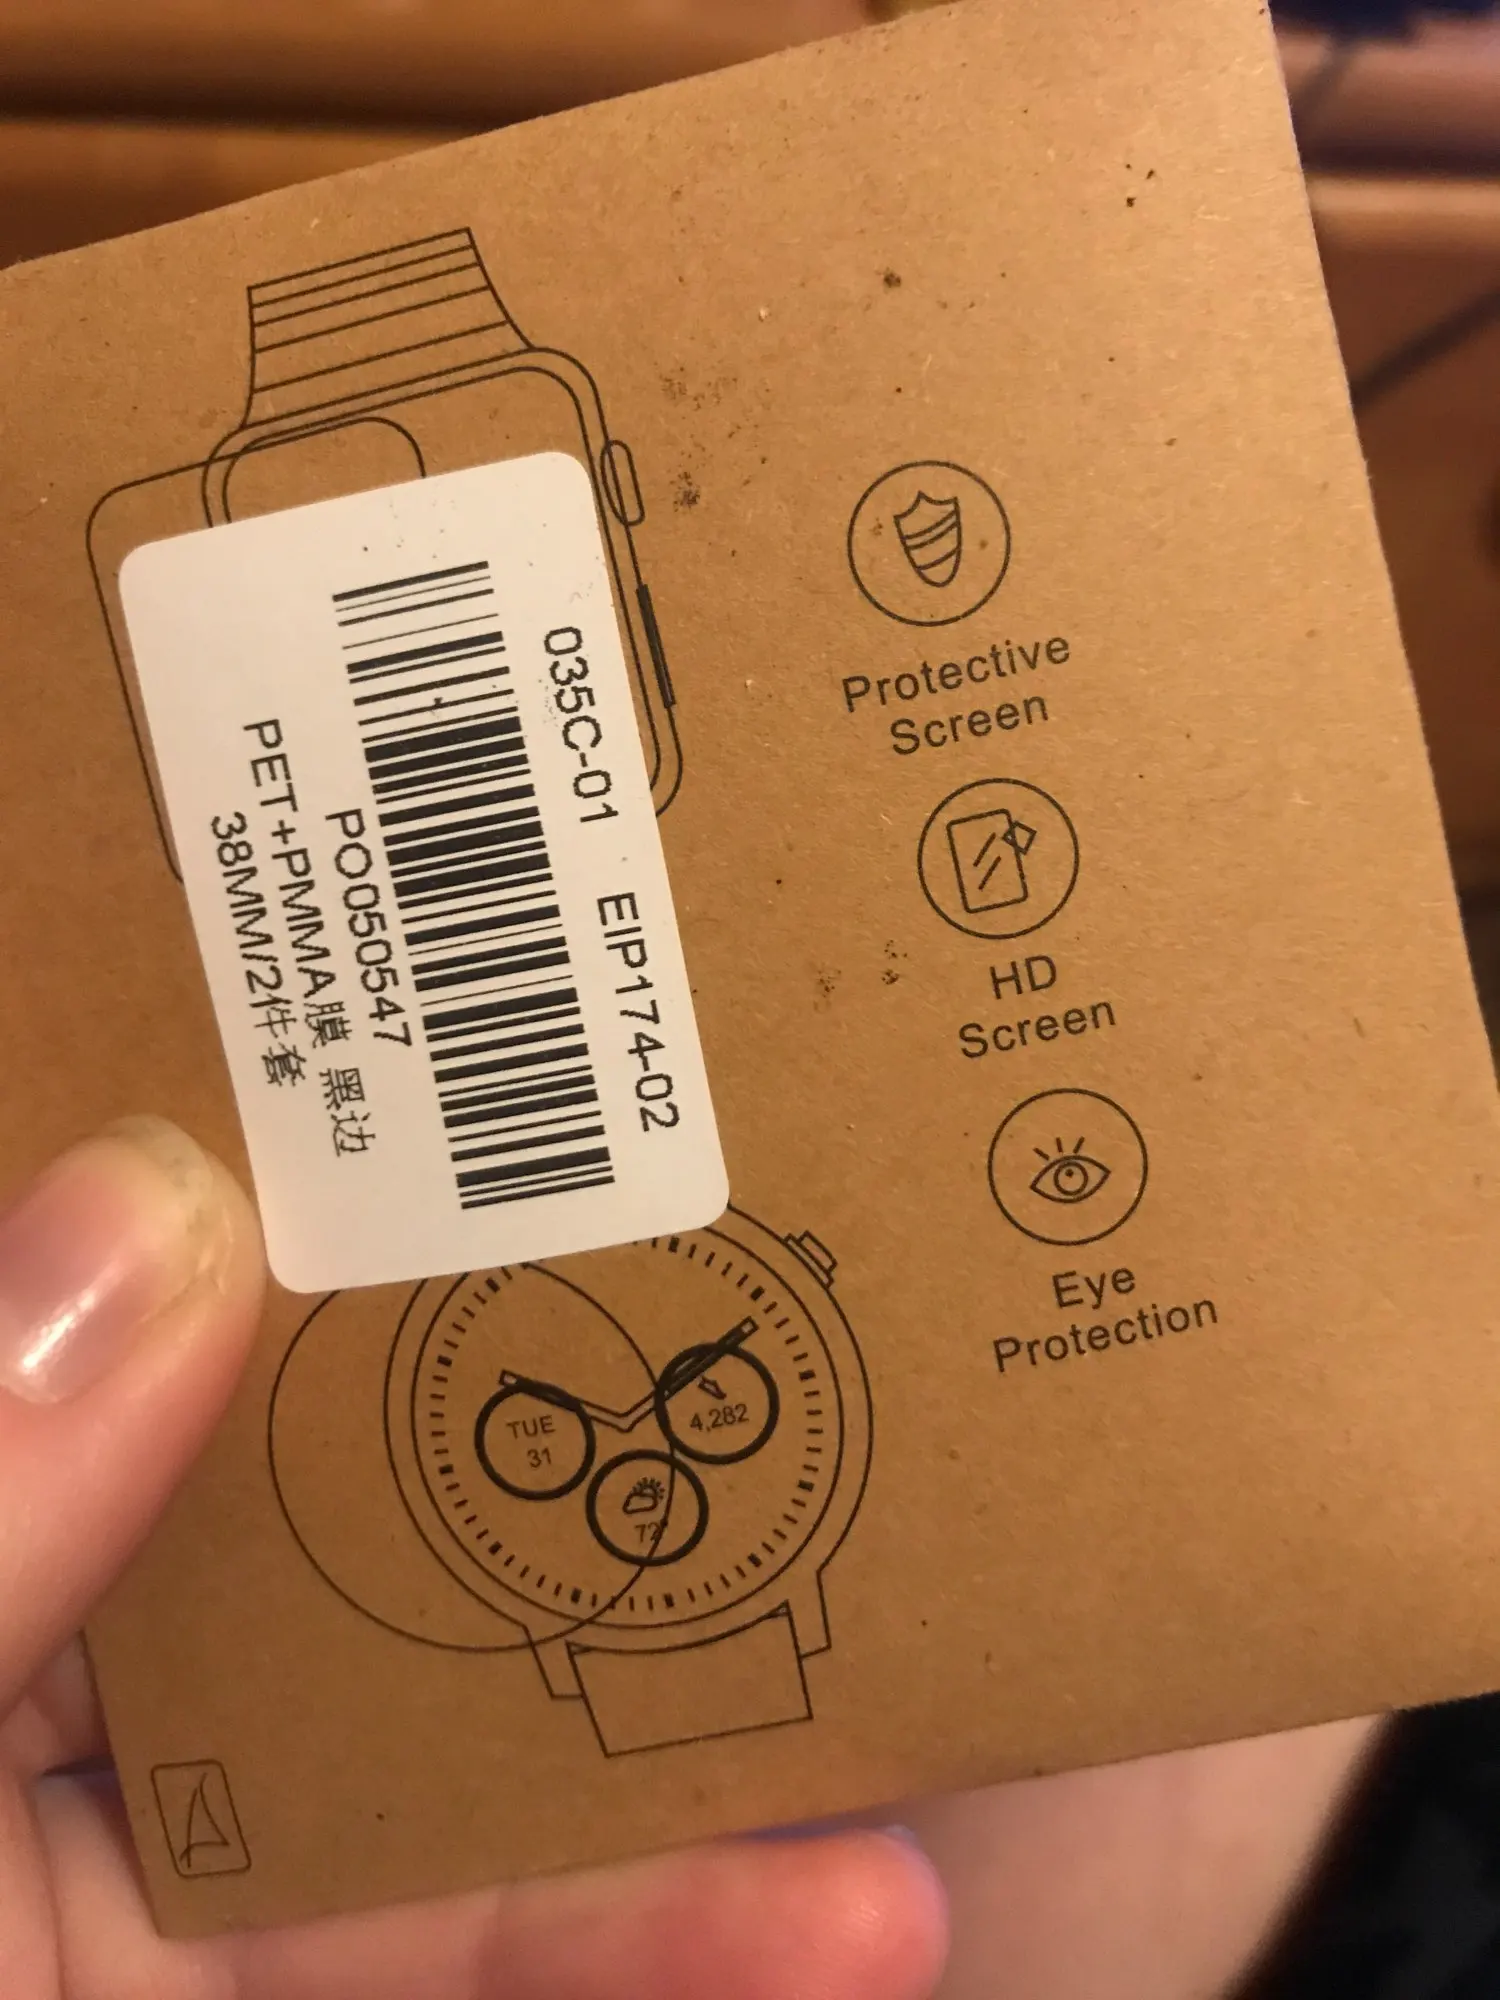 035C-01 EIP174-02
PO050547
PET+PMMA膜 黑边
38MM/2件套
Protective
Screen
HD
Screen
Eye
Protection
TUE
31
4,282
72°